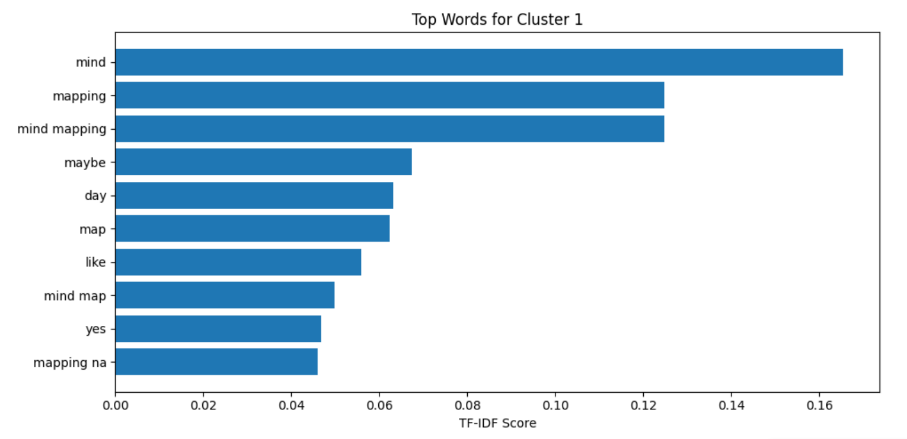 Top Words for Cluster 1
mind
mapping
mind mapping
maybe
day
map
like
mind map
yes
mapping na
0.00 0.02 0.04 0.06 0.08 0.10 0.12 0.14 0.16
TF-IDF Score